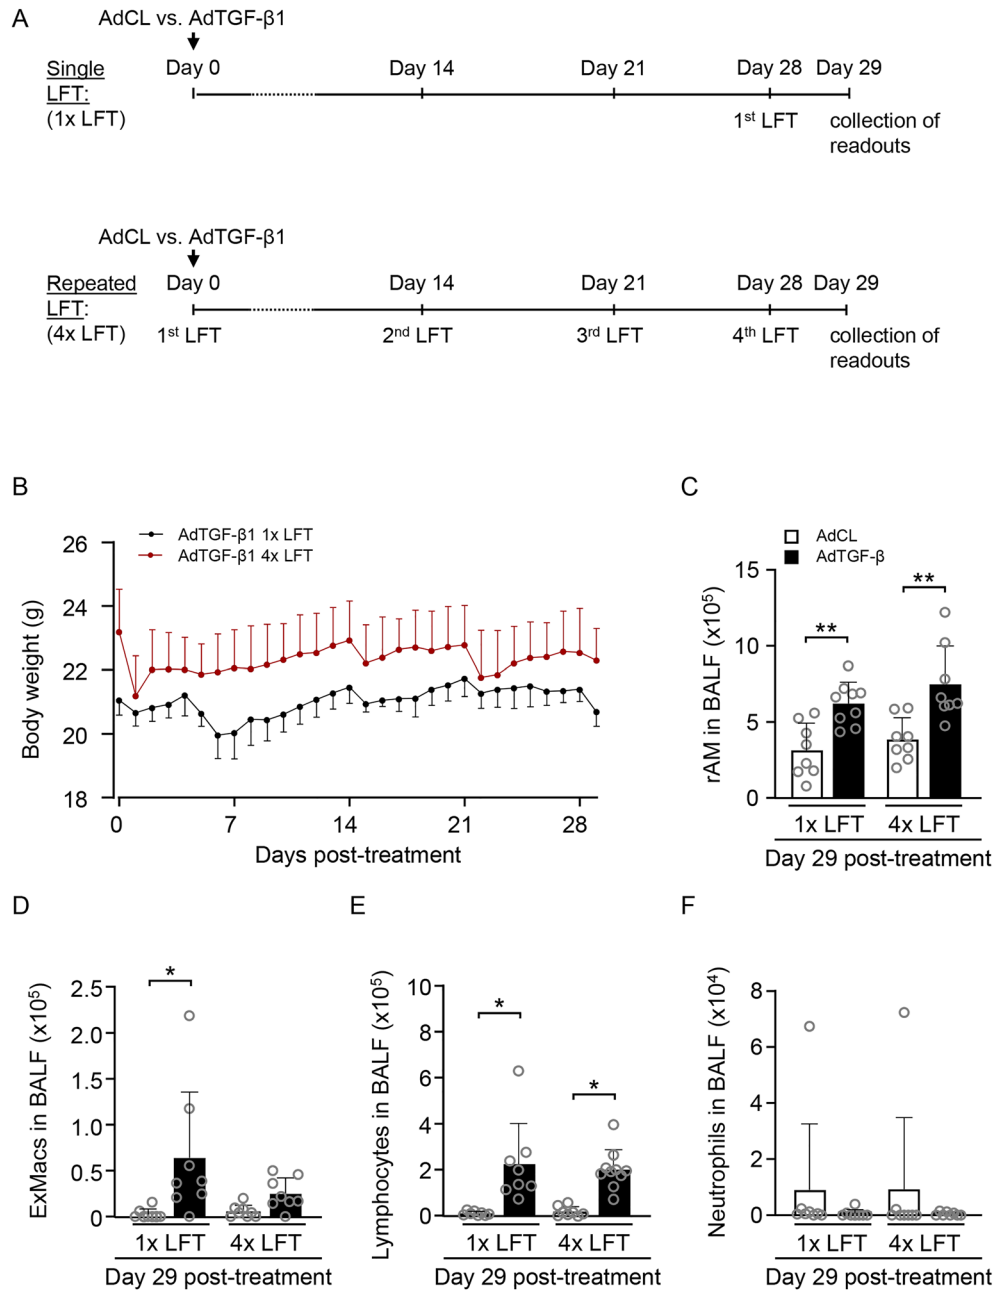 A
AdCL vs. AdTGF-β1
Single
LFT:
(1x LFT)
Day 0
Day 14
Day 21
Day 28
Day 29
1st LFT
collection of
readouts
AdCL vs. AdTGF-β1
Repeated
LFT:
(4x LFT)
Day 0
Day 14
Day 21
Day 28
Day 29
1st LFT
2nd LFT
3rd LFT
4th LFT
collection of
readouts
B
AdTGF-β1 1x LFT
AdTGF-β1 4x LFT
Body weight (g)
26
24
22
20
18
0 7 14 21 28
Days post-treatment
C
AdCL
AdTGF-β
rAM in BALF (x10⁵)
15
10
5
0
**
**
1x LFT 4x LFT
Day 29 post-treatment
D
ExMacs in BALF (x10⁵)
2.5
2.0
1.5
1.0
0.5
0
*
1x LFT 4x LFT
Day 29 post-treatment
E
Lymphocytes in BALF (x10⁵)
10
8
6
4
2
0
*
*
1x LFT 4x LFT
Day 29 post-treatment
F
Neutrophils in BALF (x10⁴)
8
6
4
2
0
1x LFT 4x LFT
Day 29 post-treatment